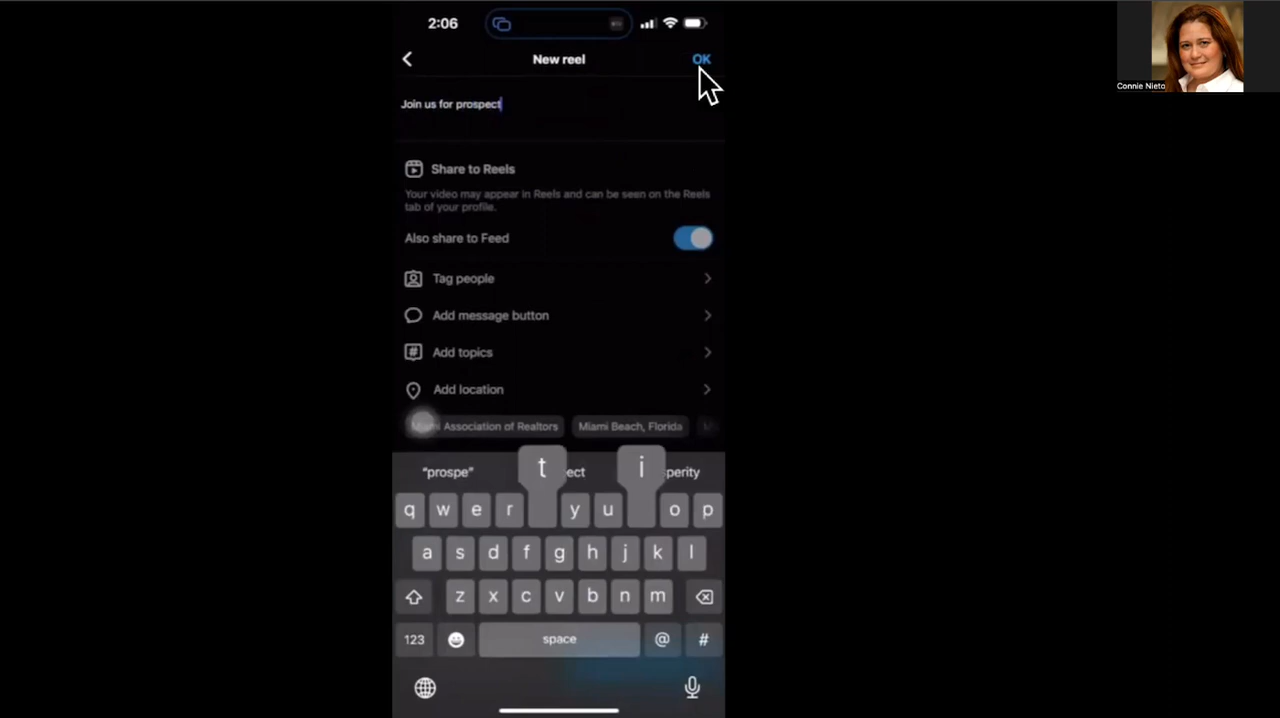 2:06
New reel
OK
Connie Nieto
Join us for prospect
Share to Reels
Your video may appear in Reels and can be seen on the Reels
tab of your profile.
Also share to Feed
Tag people
Add message button
Add topics
Add location
Association of Realtors
Miami Beach, Florida
"prospe"
ect
perity
t
i
q w e r y u o p
a s d f g h j k l
z x c v b n m
123
space
@
#